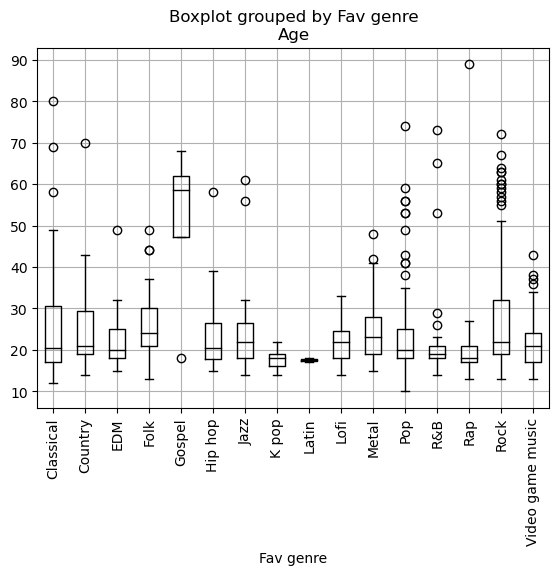 Boxplot grouped by Fav genre
Age
90
80
70
60
50
40
30
20
10
Classical
Country
EDM
Folk
Gospel
Hip hop
Jazz
K pop
Latin
Lofi
Metal
Pop
R&B
Rap
Rock
Video game music
Fav genre